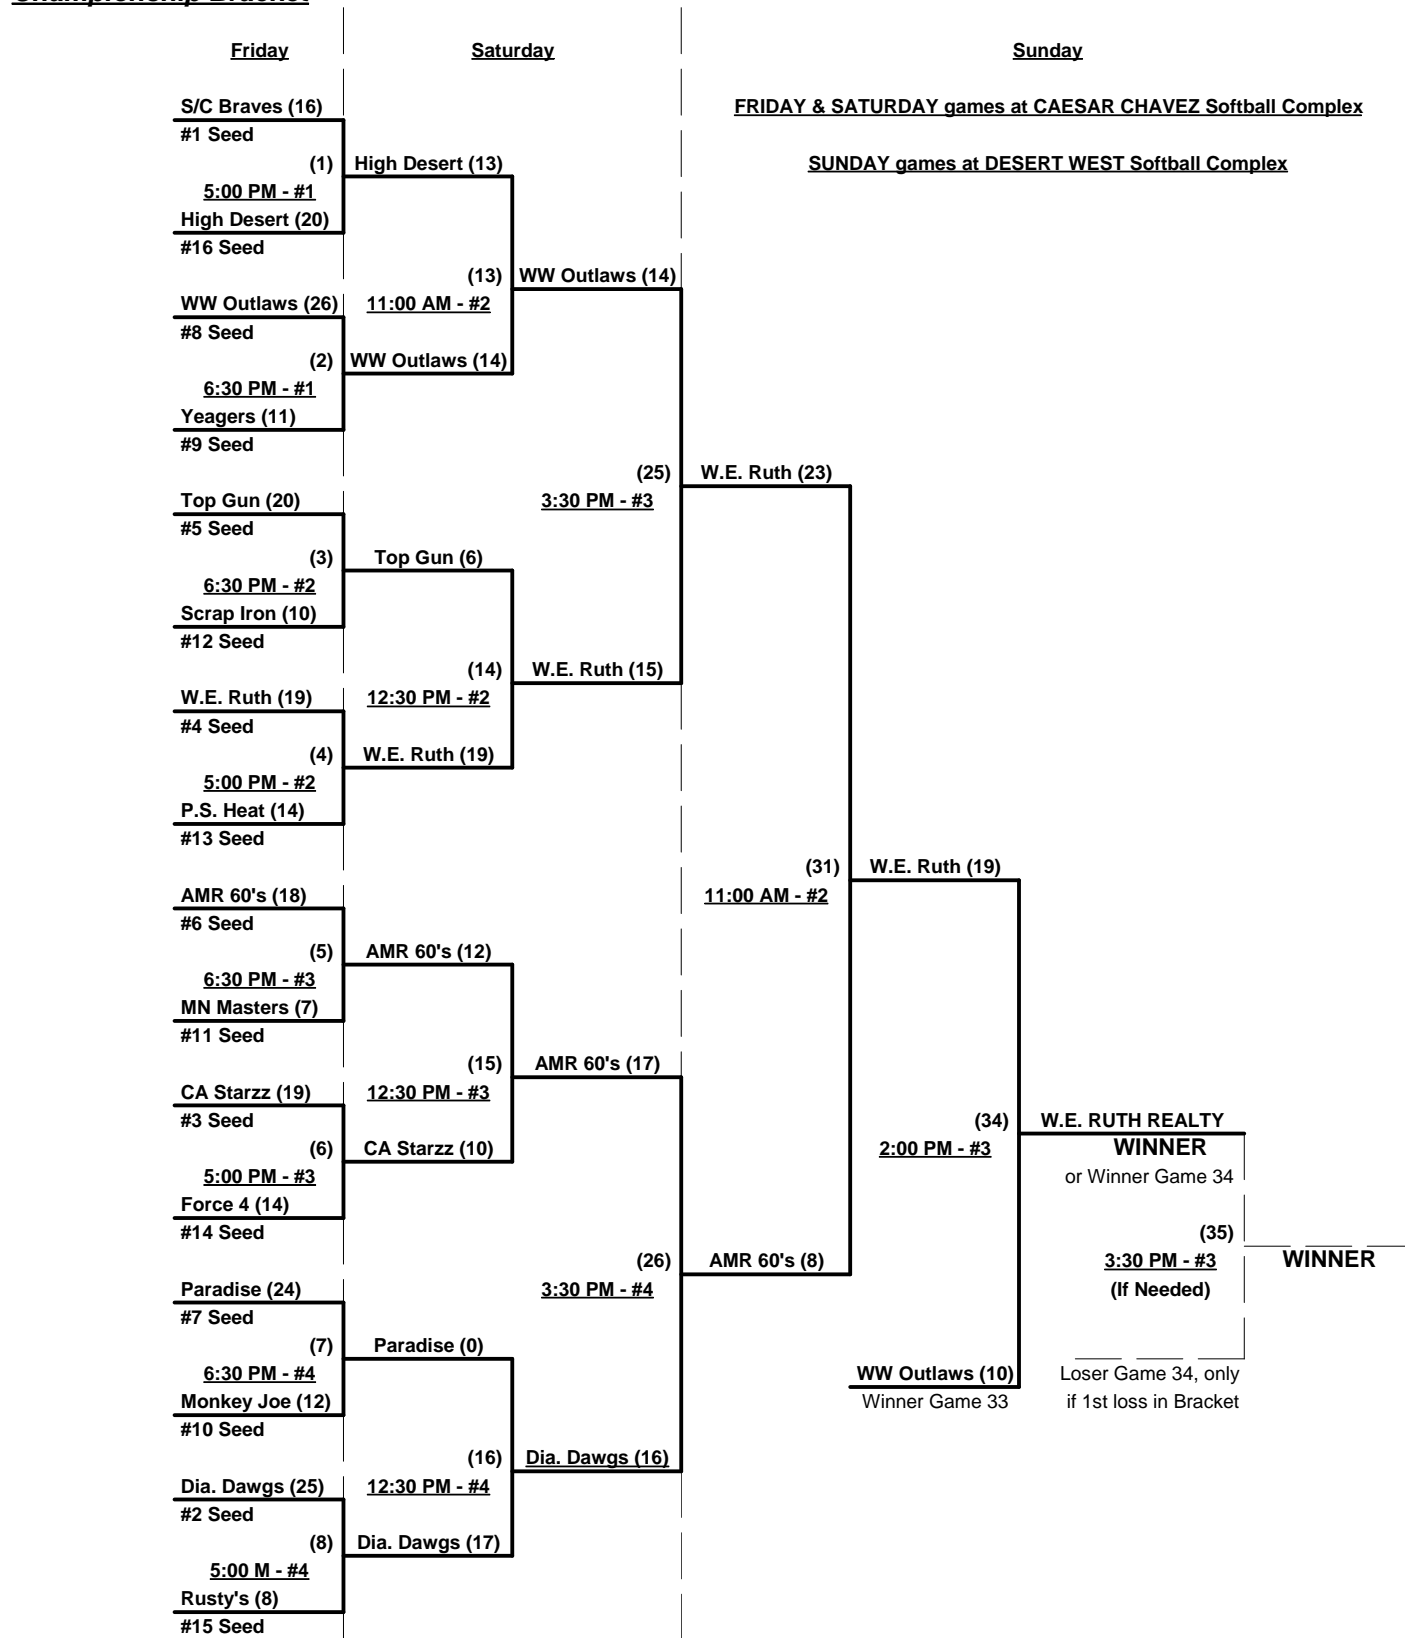 Championship Bracket
Friday
Saturday
Sunday
S/C Braves (16)
FRIDAY & SATURDAY games at CAESAR CHAVEZ Softball Complex
#1 Seed
(1)
High Desert (13)
SUNDAY games at DESERT WEST Softball Complex
5:00 PM - #1
High Desert (20)
#16 Seed
(13)
WW Outlaws (14)
WW Outlaws (26)
11:00 AM - #2
#8 Seed
(2)
WW Outlaws (14)
6:30 PM - #1
Yeagers (11)
#9 Seed
(25)
W.E. Ruth (23)
Top Gun (20)
3:30 PM - #3
#5 Seed
(3)
Top Gun (6)
6:30 PM - #2
Scrap Iron (10)
#12 Seed
(14)
W.E. Ruth (15)
W.E. Ruth (19)
12:30 PM - #2
#4 Seed
(4)
W.E. Ruth (19)
5:00 PM - #2
P.S. Heat (14)
#13 Seed
(31)
W.E. Ruth (19)
AMR 60's (18)
11:00 AM - #2
#6 Seed
(5)
AMR 60's (12)
6:30 PM - #3
MN Masters (7)
#11 Seed
(15)
AMR 60's (17)
CA Starzz (19)
12:30 PM - #3
#3 Seed
(34)
W.E. RUTH REALTY
(6)
CA Starzz (10)
2:00 PM - #3
WINNER
5:00 PM - #3
or Winner Game 34
Force 4 (14)
#14 Seed
(35)
(26)
AMR 60's (8)
3:30 PM - #3
WINNER
Paradise (24)
3:30 PM - #4
(If Needed)
#7 Seed
(7)
Paradise (0)
6:30 PM - #4
WW Outlaws (10)
Loser Game 34, only
Monkey Joe (12)
Winner Game 33
if 1st loss in Bracket
#10 Seed
(16)
Dia. Dawgs (16)
Dia. Dawgs (25)
12:30 PM - #4
#2 Seed
(8)
Dia. Dawgs (17)
5:00 M - #4
Rusty's (8)
#15 Seed